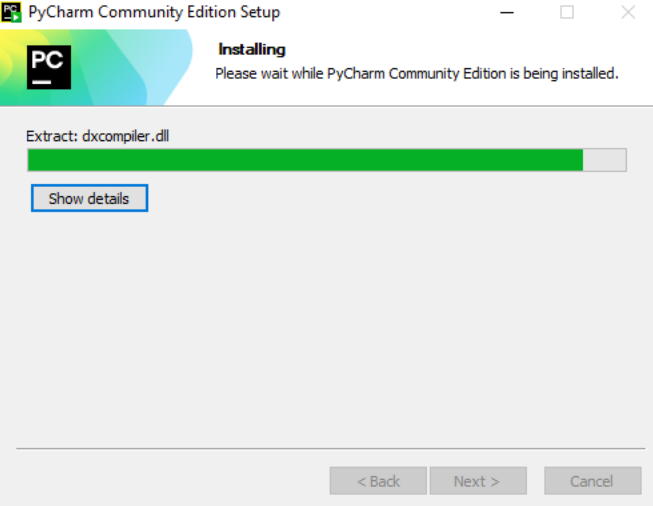 PyCharm Community Edition Setup
PC
Installing
Please wait while PyCharm Community Edition is being installed.
Extract: dxcompiler.dll
Show details
< Back Next > Cancel